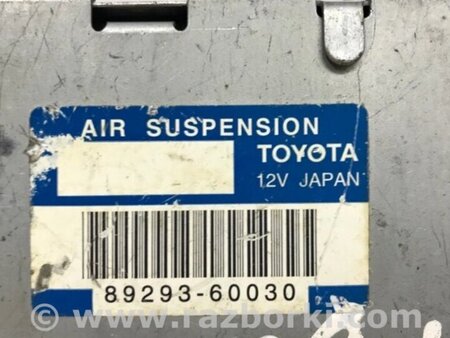 AIR SUSPENSION
TOYOTA
12V JAPAN
89293-60030
© www.razborki.com